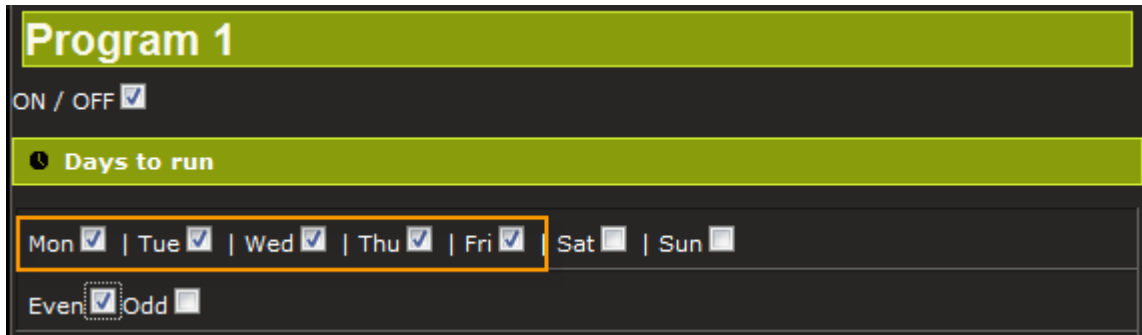 Program 1
ON / OFF
Days to run
Mon | Tue | Wed | Thu | Fri | Sat | Sun
Even Odd